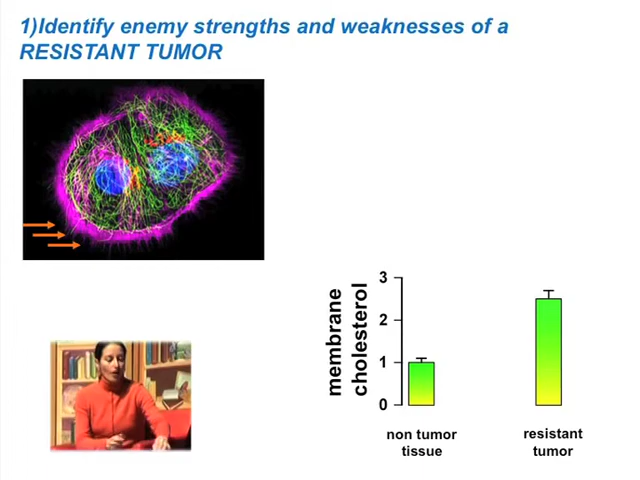 1)Identify enemy strengths and weaknesses of a
RESISTANT TUMOR
membrane
cholesterol
3
2
1
0
non tumor
tissue
resistant
tumor